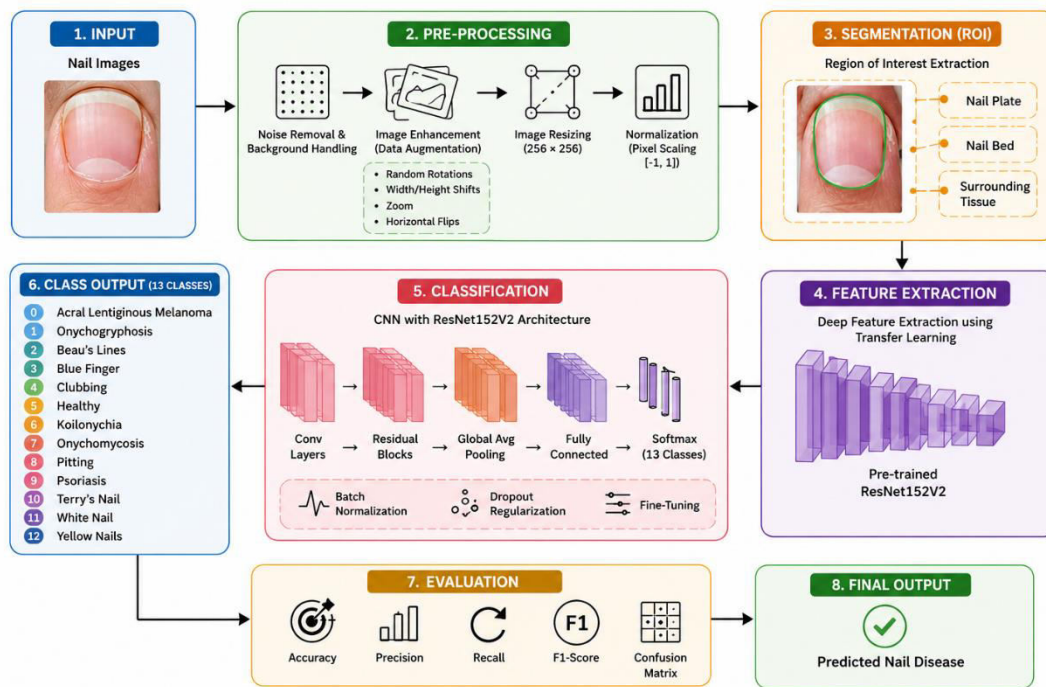 1. INPUT
Nail Images
2. PRE-PROCESSING
Noise Removal &
Background Handling
Image Enhancement
(Data Augmentation)
• Random Rotations
• Width/Height Shifts
• Zoom
• Horizontal Flips
Image Resizing
(256 × 256)
Normalization
(Pixel Scaling
[-1, 1])
3. SEGMENTATION (ROI)
Region of Interest Extraction
Nail Plate
Nail Bed
Surrounding
Tissue
4. FEATURE EXTRACTION
Deep Feature Extraction using
Transfer Learning
Pre-trained
ResNet152V2
5. CLASSIFICATION
CNN with ResNet152V2 Architecture
Conv
Layers
Residual
Blocks
Global Avg
Pooling
Fully
Connected
Softmax
(13 Classes)
Batch
Normalization
Dropout
Regularization
Fine-Tuning
6. CLASS OUTPUT (13 CLASSES)
0 Acral Lentiginous Melanoma
1 Onychogryphosis
2 Beau's Lines
3 Blue Finger
4 Clubbing
5 Healthy
6 Koilonychia
7 Onychomycosis
8 Pitting
9 Psoriasis
10 Terry's Nail
11 White Nail
12 Yellow Nails
7. EVALUATION
Accuracy
Precision
Recall
F1
F1-Score
Confusion
Matrix
8. FINAL OUTPUT
Predicted Nail Disease